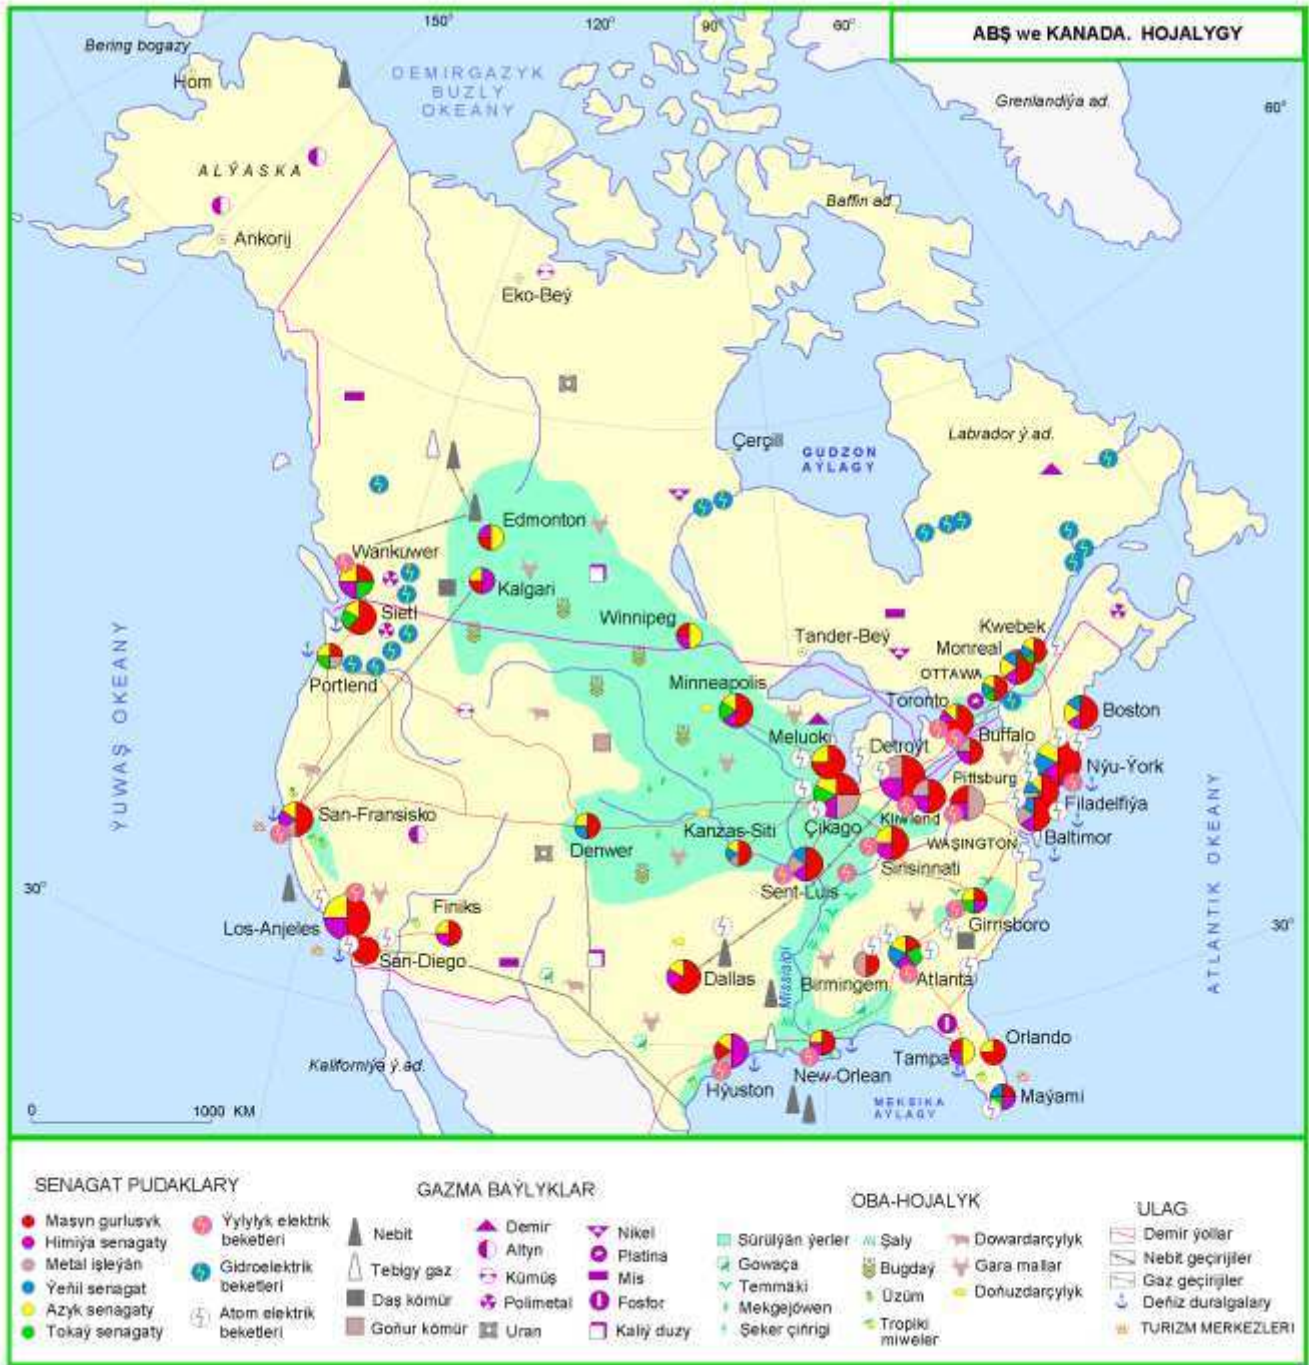 ABŞ we KANADA. HOJALYGY
150°
120°
90°
60°
60°
Bering bogazy
Hom
DEMIRGAZYK
BUZLY
OKEANY
Grenlandiýa ad.
ALÝASKA
Baffin ad.
Ankorij
Eko-Beý
Çerçill
GUDZON
AÝLAGY
Labrador ý.ad.
Edmonton
Wankuwer
Kalgari
Sietl
Winnipeg
Tander-Beý
Kwebek
Monreal
OTTAWA
Portlend
Minneapolis
Toronto
Boston
ÝUWAŞ OKEANY
Meluoki
Detroýt
Buffalo
Nýu-Ýork
Pittsburg
Filadelfiýa
San-Fransisko
Kliwlend
Denwer
Kanzas-Siti
Çikago
WAŞINGTON
Baltimor
Sinsinnati
30°
Sent-Luis
Los-Anjeles
Finiks
Girnsboro
30°
ATLANTIK OKEANY
San-Diego
Dallas
Missisipi
Birmingem
Atlanta
Orlando
Kaliforniýa ý.ad.
Hýuston
New-Orlean
Tampa
Maýami
MEKSIKA
AÝLAGY
0 1000 KM
SENAGAT PUDAKLARY
Maşyn gurluşyk
Himiýa senagaty
Metal işleýän
Ýeňil senagat
Azyk senagaty
Tokaý senagaty
Ýylylyk elektrik
beketleri
Gidroelektrik
beketleri
Atom elektrik
beketleri
GAZMA BAÝLYKLAR
Nebit
Tebigy gaz
Daş kömür
Goňur kömür
Demir
Altyn
Kümüş
Polimetal
Uran
Nikel
Platina
Mis
Fosfor
Kaliý duzy
OBA-HOJALYK
Sürülýän ýerler
Gowaça
Temmäki
Mekgejöwen
Şeker çiňrigi
Şaly
Bugdaý
Üzüm
Tropiki
miweler
Dowardarçylyk
Gara mallar
Doňuzdarçylyk
ULAG
Demir ýollar
Nebit geçirijiler
Gaz geçirijiler
Deňiz duralgalary
TURIZM MERKEZLERI